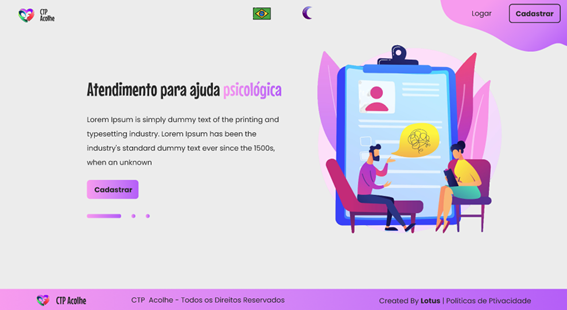 CTP
Acolhe
Logar
Cadastrar
Atendimento para ajuda psicológica
Lorem Ipsum is simply dummy text of the printing and
typesetting industry. Lorem Ipsum has been the
industry's standard dummy text ever since the 1500s,
when an unknown
Cadastrar
CTP Acolhe
CTP Acolhe - Todos os Direitos Reservados
Created By Lotus | Políticas de Ptivacidade